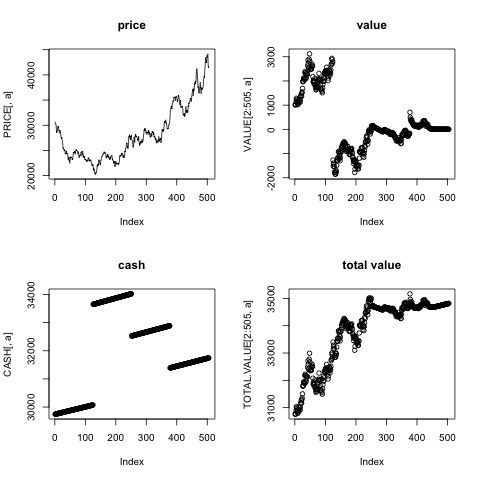 price
value
PRICE[, a]
20000
30000
40000
0 100 200 300 400 500
Index
VALUE[2:505, a]
-2000
0
1000
3000
0 100 200 300 400 500
Index
cash
total value
CASH[, a]
30000
32000
34000
0 100 200 300 400 500
Index
TOTAL.VALUE[2:505, a]
31000
33000
35000
0 100 200 300 400 500
Index